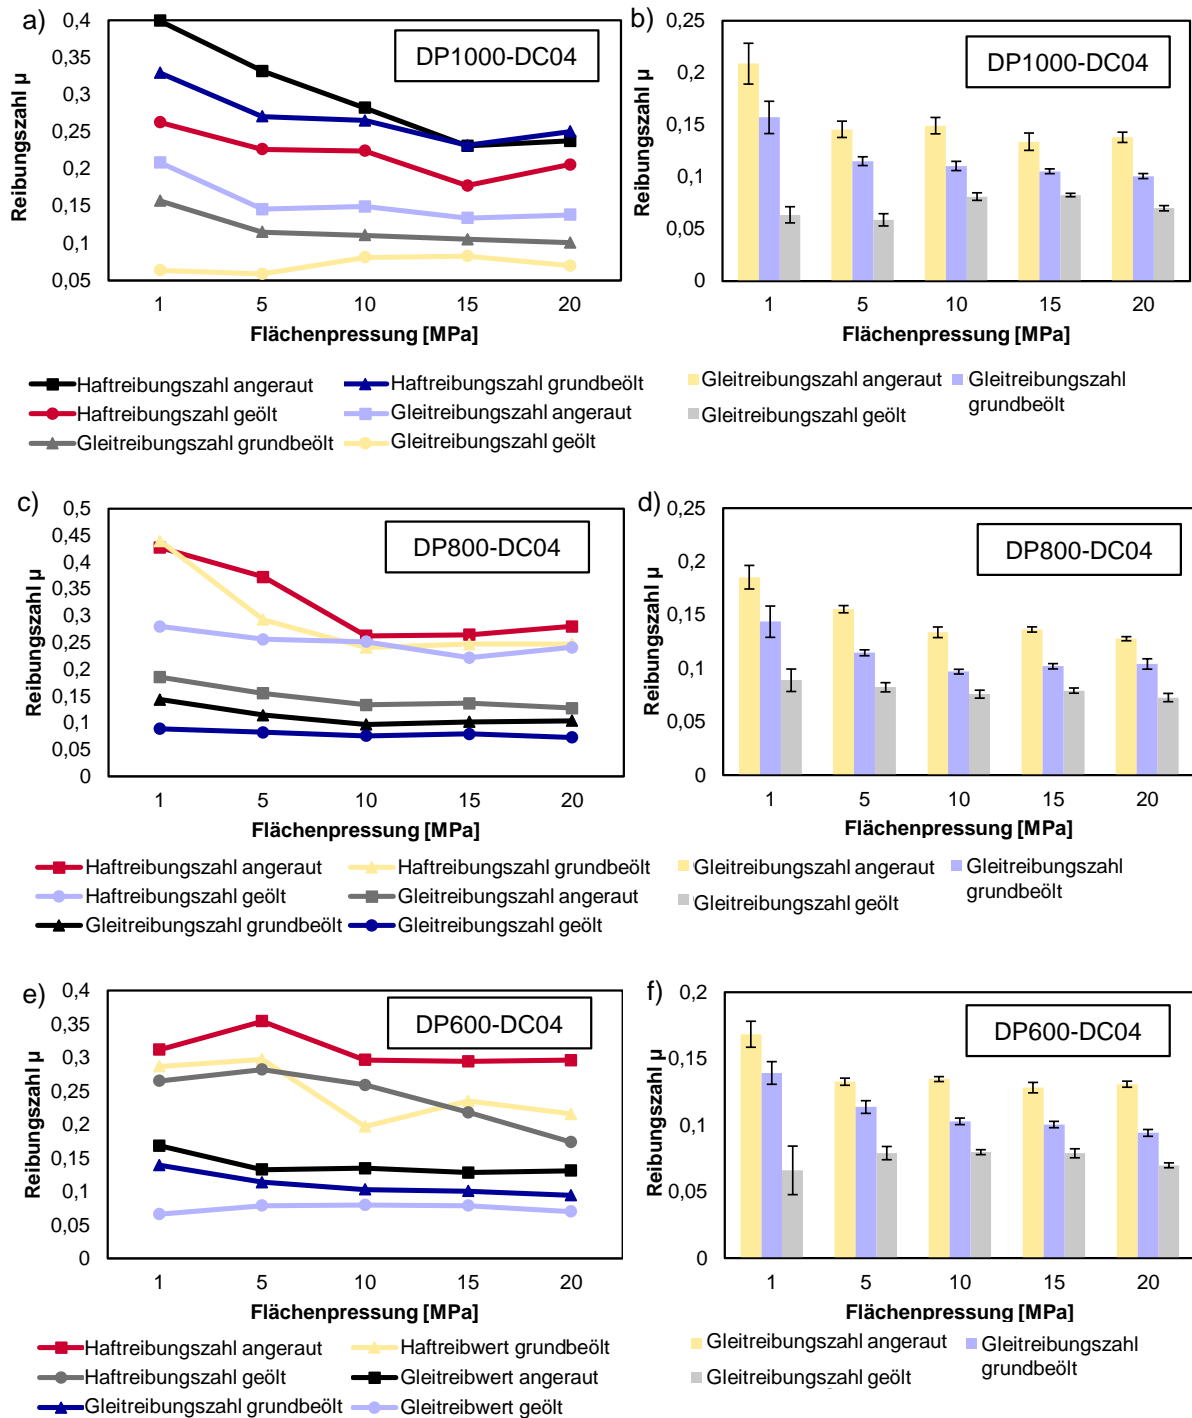 a)
Reibungszahl µ
0,4
0,35
0,3
0,25
0,2
0,15
0,1
0,05
DP1000-DC04
1 5 10 15 20
Flächenpressung [MPa]
Haftreibungszahl angeraut Haftreibungszahl grundbeölt
Haftreibungszahl geölt Gleitreibungszahl angeraut
Gleitreibungszahl grundbeölt Gleitreibungszahl geölt
b)
Reibungszahl µ
0,25
0,2
0,15
0,1
0,05
0
DP1000-DC04
1 5 10 15 20
Flächenpressung [MPa]
Gleitreibungszahl angeraut Gleitreibungszahl
grundbeölt
Gleitreibungszahl geölt
c)
Reibungszahl µ
0,5
0,45
0,4
0,35
0,3
0,25
0,2
0,15
0,1
0,05
0
DP800-DC04
1 5 10 15 20
Flächenpressung [MPa]
Haftreibungszahl angeraut Haftreibungszahl grundbeölt
Haftreibungszahl geölt Gleitreibungszahl angeraut
Gleitreibungszahl grundbeölt Gleitreibungszahl geölt
d)
Reibungszahl µ
0,25
0,2
0,15
0,1
0,05
0
DP800-DC04
1 5 10 15 20
Flächenpressung [MPa]
Gleitreibungszahl angeraut Gleitreibungszahl
grundbeölt
Gleitreibungszahl geölt
e)
Reibungszahl µ
0,4
0,35
0,3
0,25
0,2
0,15
0,1
0,05
0
DP600-DC04
1 5 10 15 20
Flächenpressung [MPa]
Haftreibungszahl angeraut Haftreibwert grundbeölt
Haftreibungszahl geölt Gleitreibwert angeraut
Gleitreibungszahl grundbeölt Gleitreibwert geölt
f)
Reibungszahl µ
0,2
0,15
0,1
0,05
0
DP600-DC04
1 5 10 15 20
Flächenpressung [MPa]
Gleitreibungszahl angeraut Gleitreibungszahl
grundbeölt
Gleitreibungszahl geölt